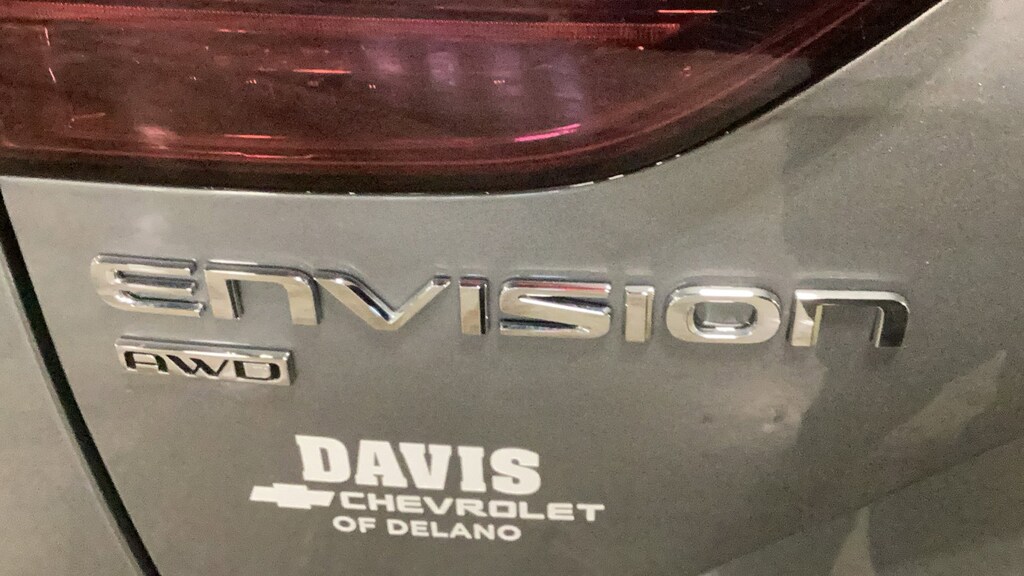 ENVISION
AWD
DAVIS
CHEVROLET
OF DELANO